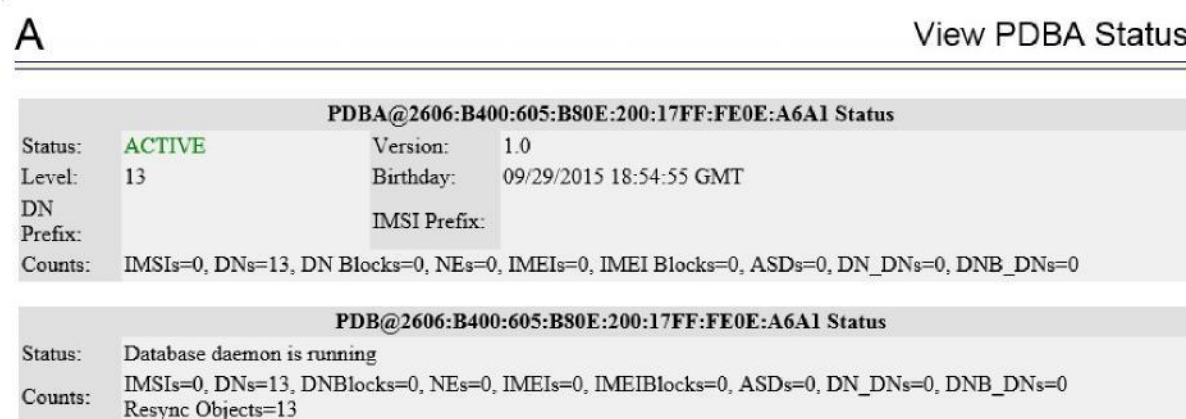 A
View PDBA Status
PDBA@2606:B400:605:B80E:200:17FF:FE0E:A6A1 Status
Status: ACTIVE Version: 1.0
Level: 13 Birthday: 09/29/2015 18:54:55 GMT
DN Prefix: IMSI Prefix:
Counts: IMSIs=0, DNs=13, DN Blocks=0, NEs=0, IMEIs=0, IMEI Blocks=0, ASDs=0, DN_DNs=0, DNB_DNs=0
PDB@2606:B400:605:B80E:200:17FF:FE0E:A6A1 Status
Status: Database daemon is running
Counts: IMSIs=0, DNs=13, DNBlocks=0, NEs=0, IMEIs=0, IMEIBlocks=0, ASDs=0, DN_DNs=0, DNB_DNs=0
Resync Objects=13